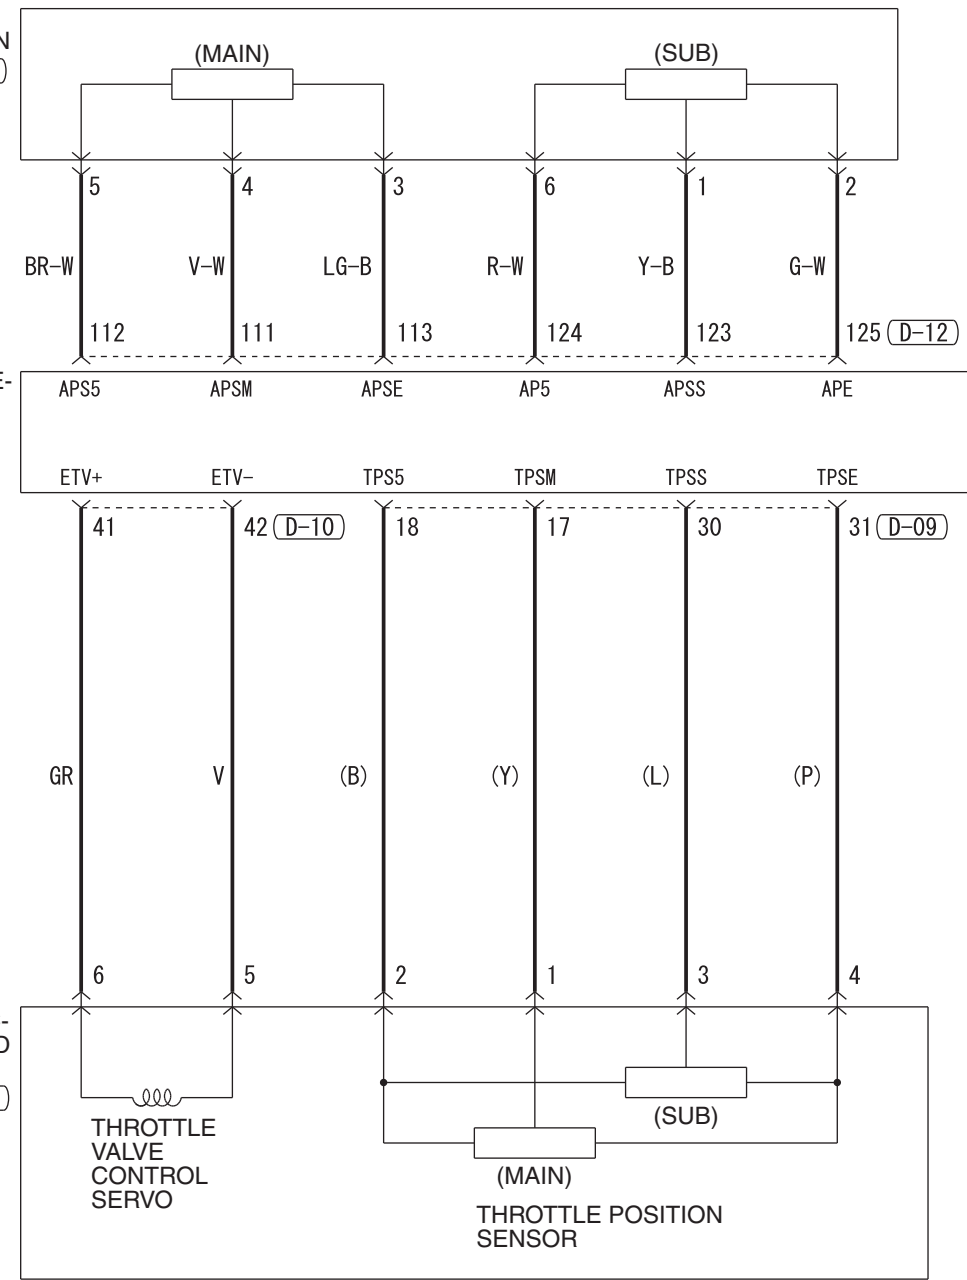 N
(MAIN) (SUB)
5 4 3 6 1 2
BR-W V-W LG-B R-W Y-B G-W
112 111 113 124 123 125 D-12
E-
APS5 APSM APSE AP5 APSS APE
ETV+ ETV- TPS5 TPSM TPSS TPSE
41 42 D-10 18 17 30 31 D-09
GR V (B) (Y) (L) (P)
6 5 2 1 3 4
-
D
(SUB)
THROTTLE
VALVE
CONTROL
SERVO
(MAIN)
THROTTLE POSITION
SENSOR